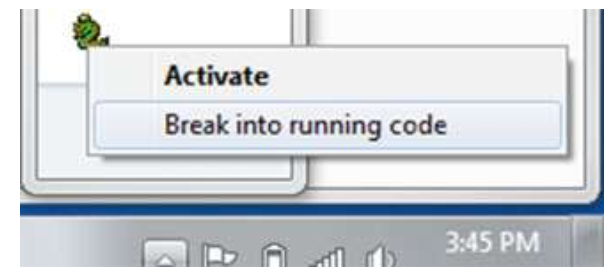 Activate
Break into running code
3:45 PM